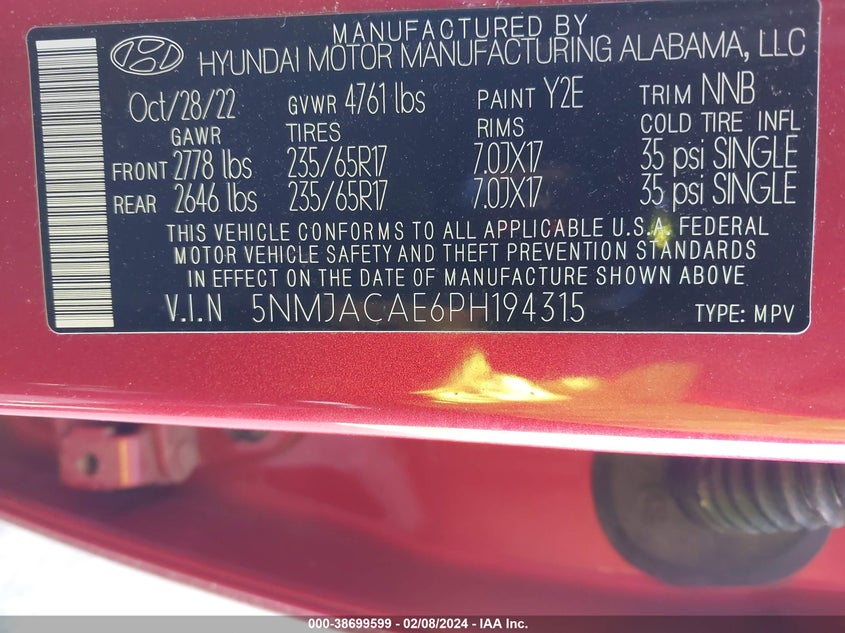 MANUFACTURED BY
HYUNDAI MOTOR MANUFACTURING ALABAMA, LLC
Oct/28/22 GVWR 4761 lbs PAINT Y2E TRIM NNB
GAWR TIRES RIMS COLD TIRE INFL
FRONT 2778 lbs 235/65R17 7.0JX17 35 psi SINGLE
REAR 2646 lbs 235/65R17 7.0JX17 35 psi SINGLE
THIS VEHICLE CONFORMS TO ALL APPLICABLE U.S.A. FEDERAL
MOTOR VEHICLE SAFETY AND THEFT PREVENTION STANDARDS
IN EFFECT ON THE DATE OF MANUFACTURE SHOWN ABOVE
V.I.N 5NMJACAE6PH194315 TYPE: MPV
000-38699599 - 02/08/2024 - IAA Inc.